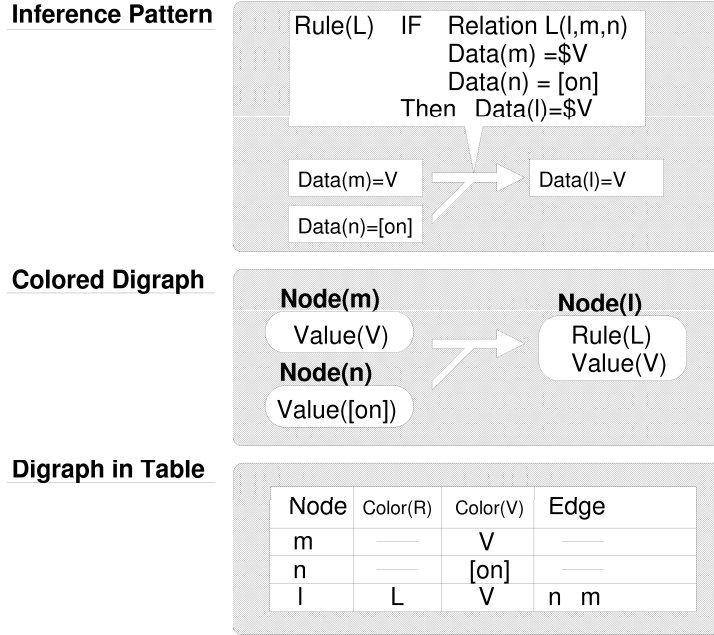 Inference Pattern
Rule(L) IF Relation L(l,m,n)
Data(m) =$V
Data(n) = [on]
Then Data(l)=$V
Data(m)=V
Data(l)=V
Data(n)=[on]
Colored Digraph
Node(m)
Value(V)
Node(n)
Value([on])
Node(l)
Rule(L)
Value(V)
Digraph in Table
Node Color(R) Color(V) Edge
m — V —
n — [on] —
l L V n m